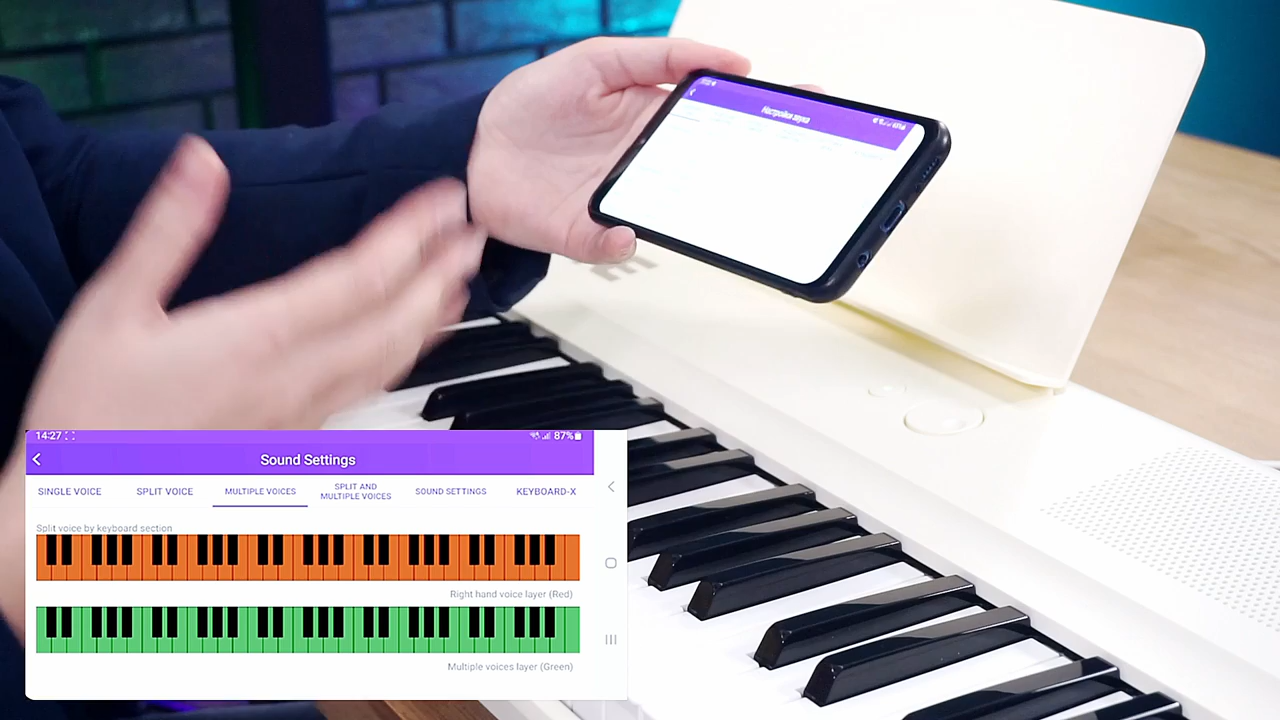 Настройки звука
14:27
87%
Sound Settings
SINGLE VOICE
SPLIT VOICE
MULTIPLE VOICES
SPLIT AND
MULTIPLE VOICES
SOUND SETTINGS
KEYBOARD-X
Split voice by keyboard section
Right hand voice layer (Red)
Multiple voices layer (Green)